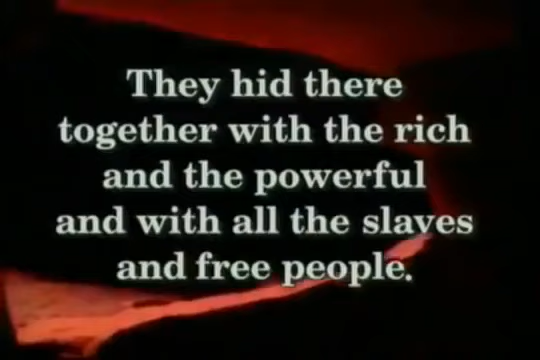 They hid there
together with the rich
and the powerful
and with all the slaves
and free people.